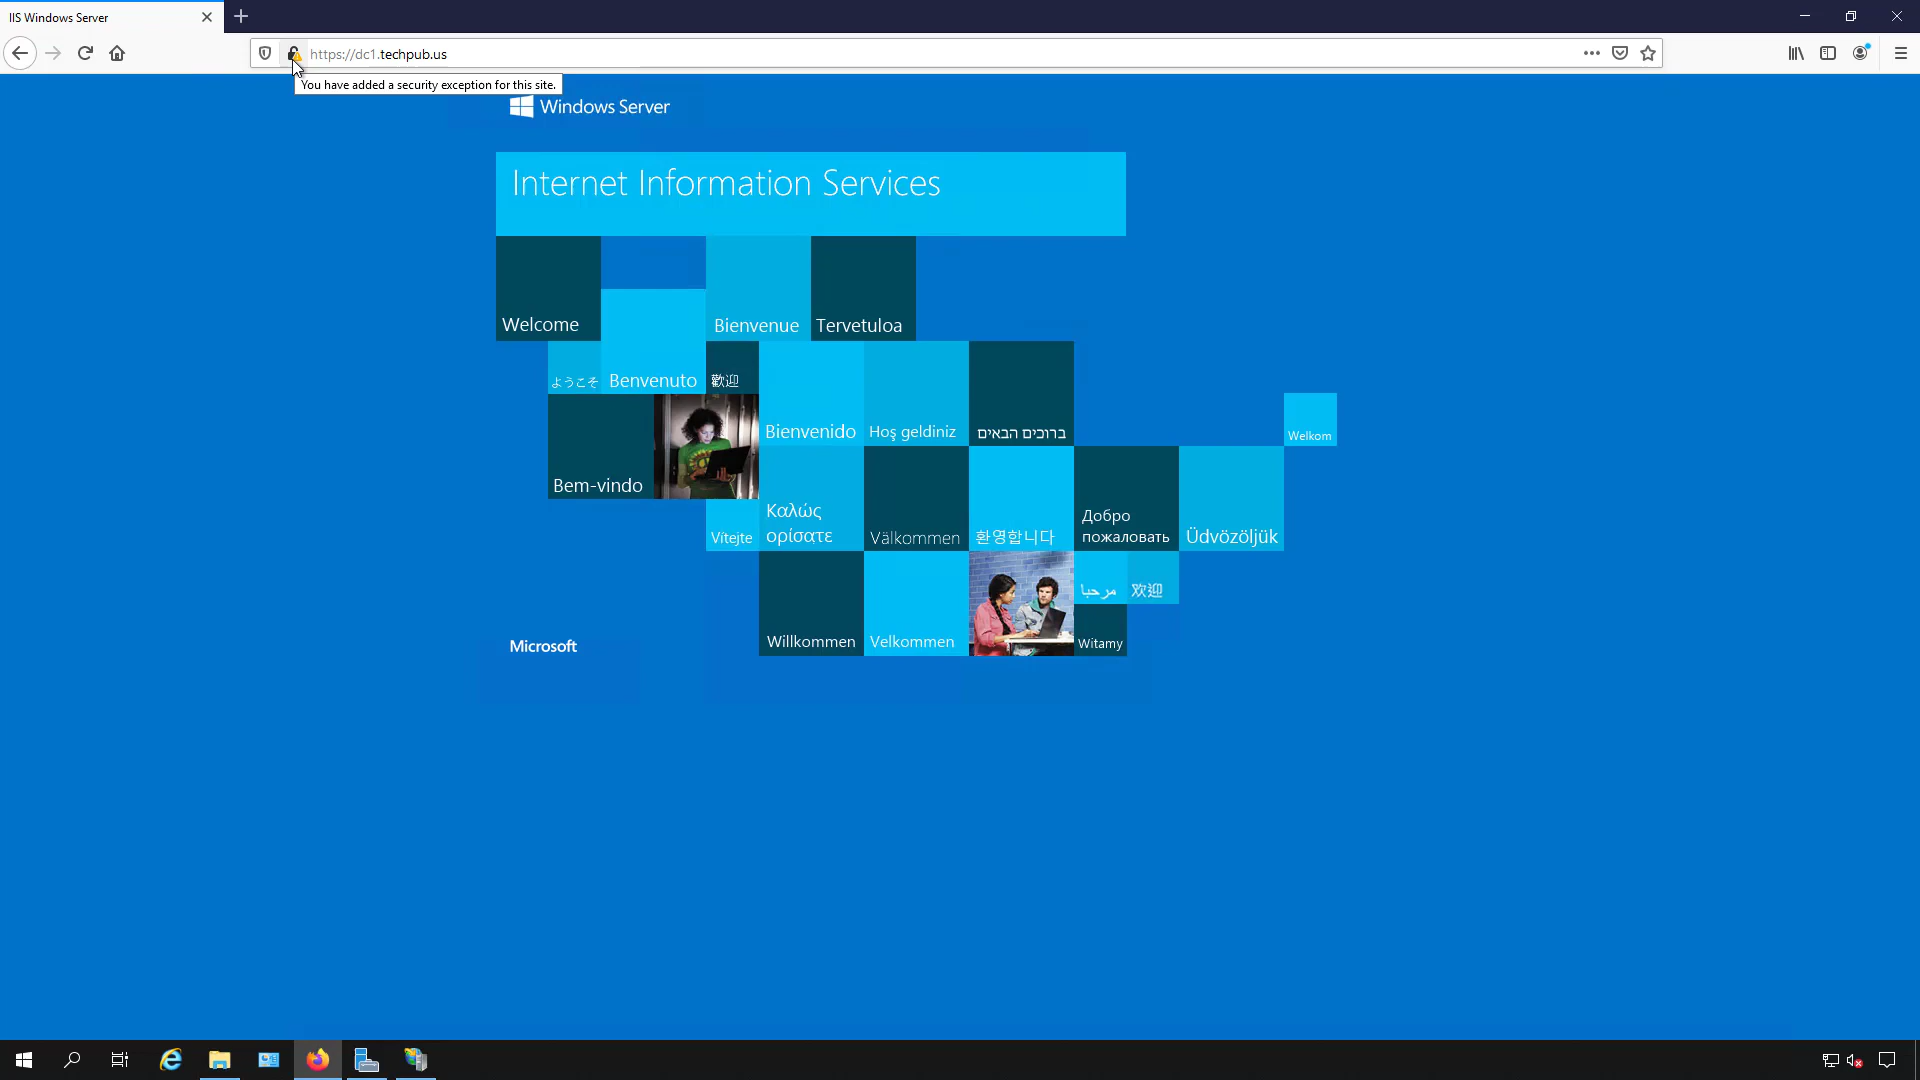 IIS Windows Server
https://dc1.techpub.us
You have added a security exception for this site.
Windows Server
Internet Information Services
Welcome
Bienvenue
Tervetuloa
ようこそ
Benvenuto
歡迎
Bienvenido
Hoş geldiniz
ברוכים הבאים
Welkom
Bem-vindo
Vítejte
Καλώς
ορίσατε
Välkommen
환영합니다
Добро
пожаловать
Üdvözöljük
مرحبا
欢迎
Microsoft
Willkommen
Velkommen
Witamy